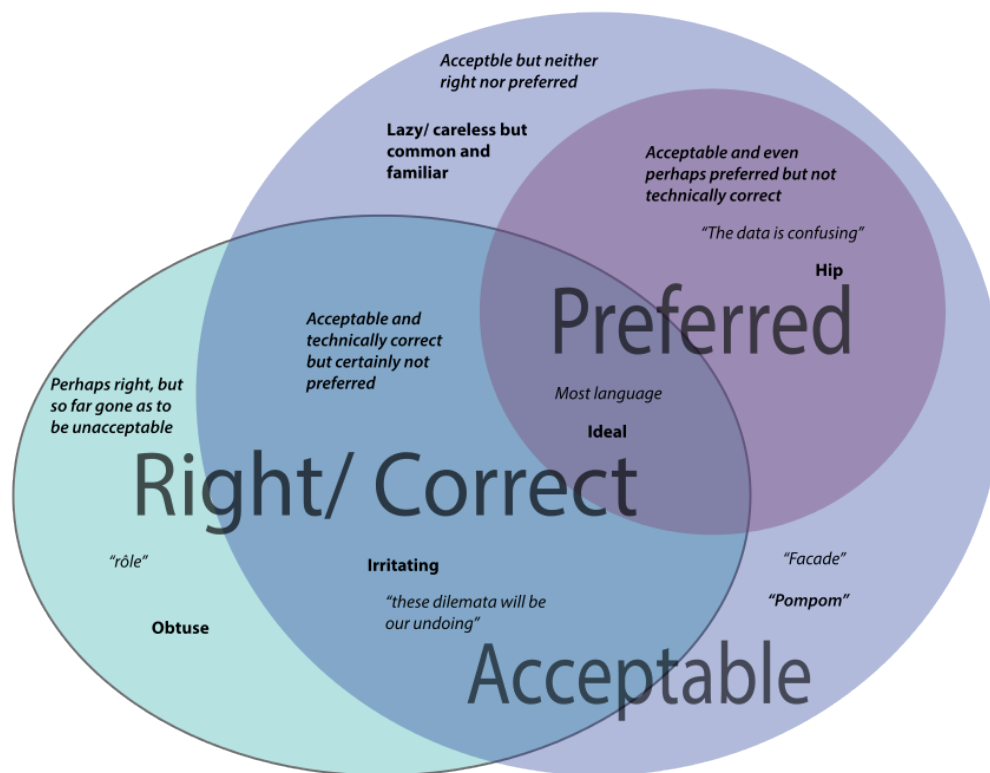 Acceptble but neither
right nor preferred
Lazy/ careless but
common and
familiar
Acceptable and even
perhaps preferred but not
technically correct
“The data is confusing”
Hip
Preferred
Acceptable and
technically correct
but certainly not
preferred
Perhaps right, but
so far gone as to
be unacceptable
Most language
Ideal
Right/ Correct
“rôle”
Obtuse
Irritating
“these dilemata will be
our undoing”
“Facade”
“Pompom”
Acceptable